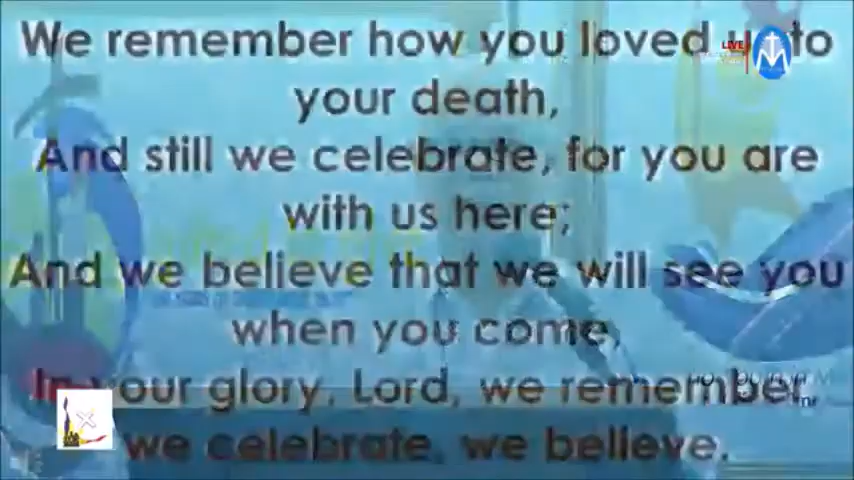 We remember how you loved us to
your death,
And still we celebrate, for you are
with us here;
And we believe that we will see you
when you come,
In your glory, Lord, we remember,
we celebrate, we believe.
LIVE